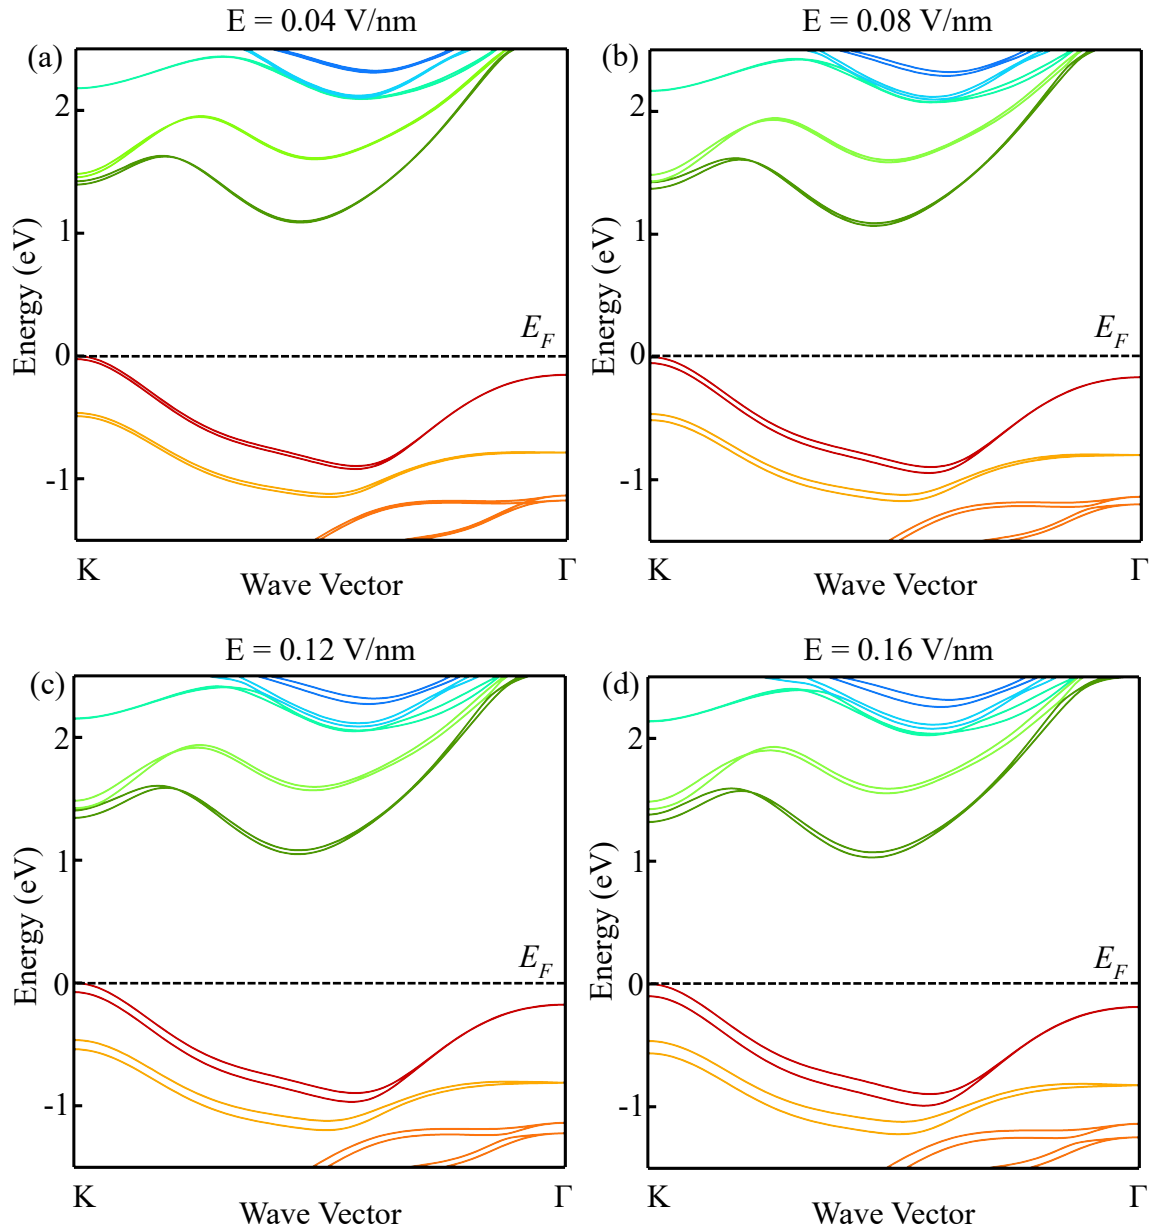 E = 0.04 V/nm
(a)
2
1
0
-1
Energy (eV)
E_F
K
Γ
Wave Vector
E = 0.08 V/nm
(b)
2
1
0
-1
Energy (eV)
E_F
K
Γ
Wave Vector
E = 0.12 V/nm
(c)
2
1
0
-1
Energy (eV)
E_F
K
Γ
Wave Vector
E = 0.16 V/nm
(d)
2
1
0
-1
Energy (eV)
E_F
K
Γ
Wave Vector